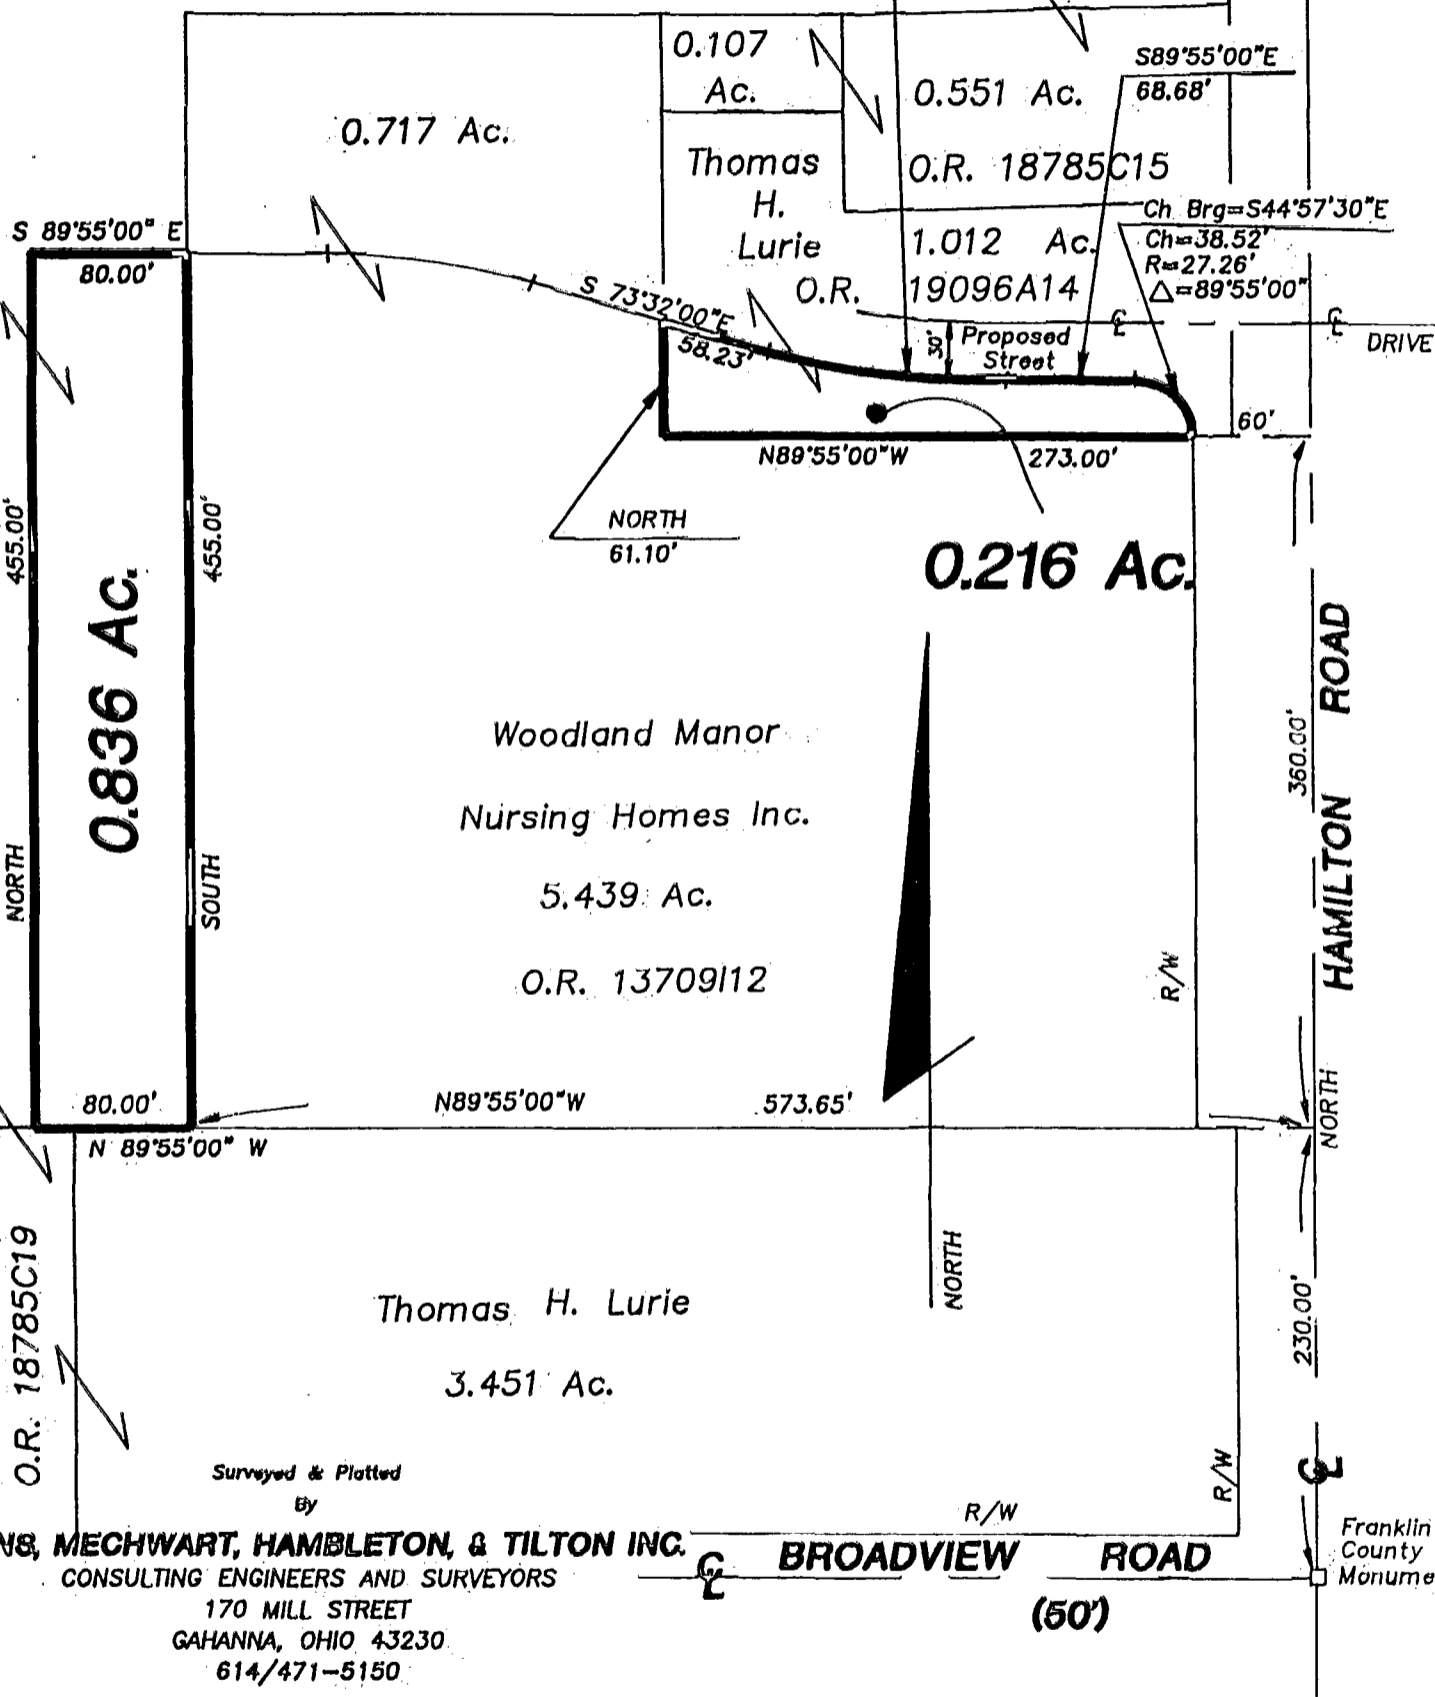 0.107
Ac.
0.717 Ac.
0.551 Ac.
S89°55'00"E
68.68'
Thomas
H.
Lurie
O.R. 18785C15
Ch Brg=S44°57'30"E
Ch=38.52'
R=27.26'
△=89°55'00"
1.012 Ac.
O.R. 19096A14
S 89°55'00" E
80.00'
S 73°32'00"E
58.23'
30'
Proposed
Street
℄
℄
DRIVE
60'
N89°55'00"W 273.00'
NORTH
61.10'
0.216 Ac.
455.00'
NORTH
0.836 Ac.
455.00'
SOUTH
Woodland Manor
Nursing Homes Inc.
5.439 Ac.
O.R. 13709I12
R/W
360.00'
HAMILTON ROAD
NORTH
80.00'
N 89°55'00" W
N89°55'00"W 573.65'
NORTH
230.00'
O.R. 18785C19
Thomas H. Lurie
3.451 Ac.
R/W
℄
Surveyed & Platted
By
MECHWART, HAMBLETON, & TILTON INC.
CONSULTING ENGINEERS AND SURVEYORS
170 MILL STREET
GAHANNA, OHIO 43230
614/471-5150
R/W
℄ BROADVIEW ROAD
(50')
Franklin
County